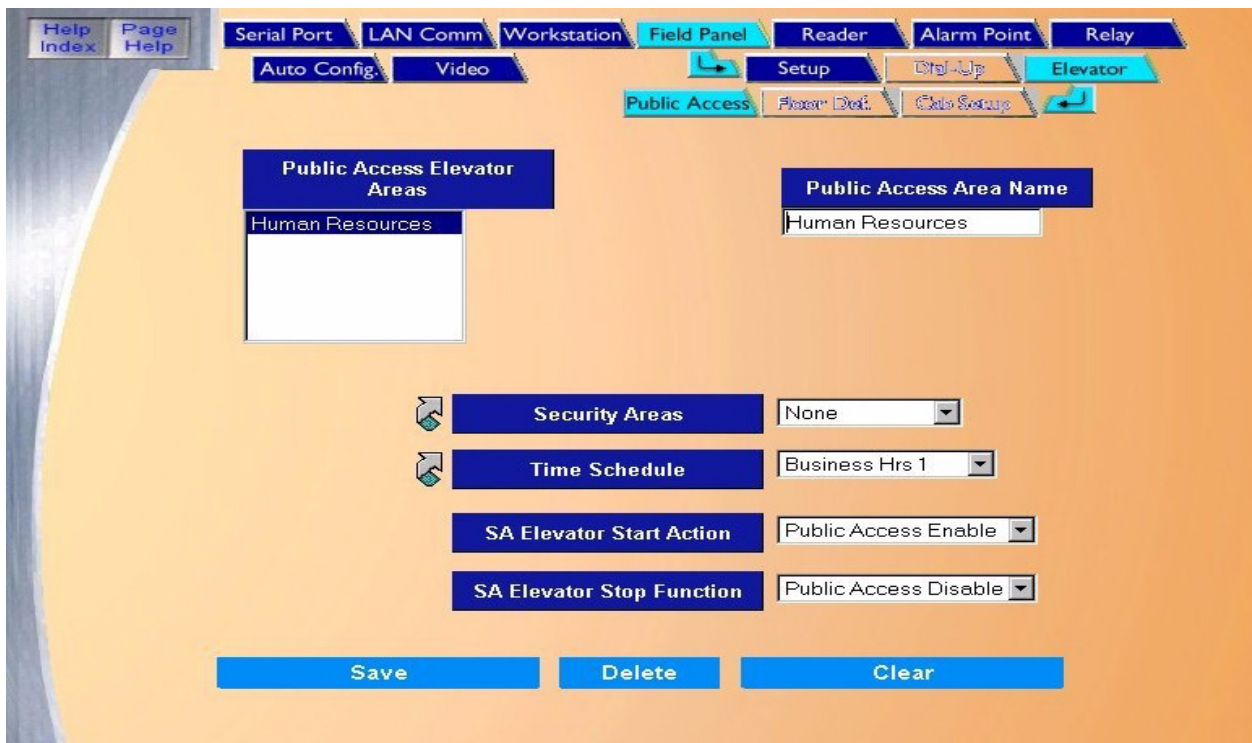 Help Index Page Help
Serial Port LAN Comm Workstation Field Panel Reader Alarm Point Relay
Auto Config. Video Setup Dial-Up Elevator
Public Access Floor Def. Cab Setup
Public Access Elevator
Areas
Public Access Area Name
Human Resources
Human Resources
Security Areas None
Time Schedule Business Hrs 1
SA Elevator Start Action Public Access Enable
SA Elevator Stop Function Public Access Disable
Save Delete Clear